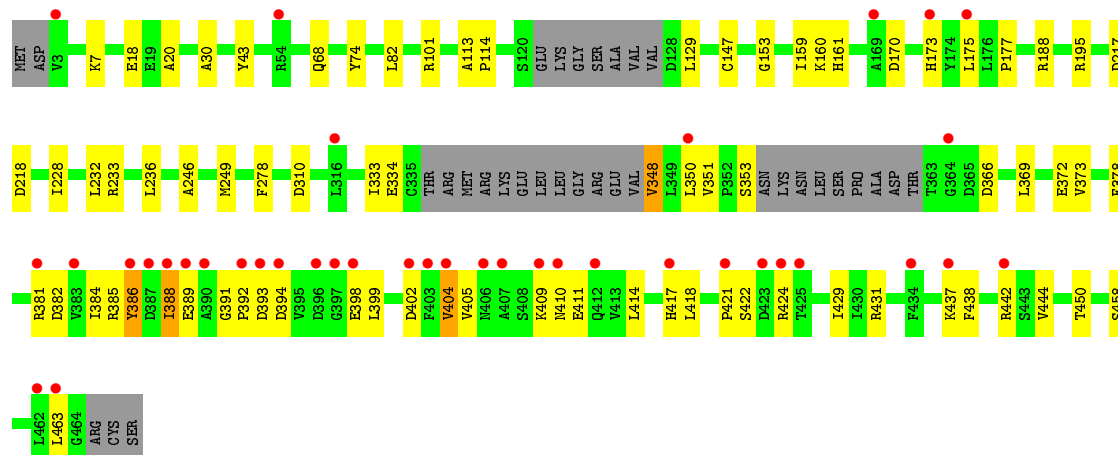 MET ASP V3 K7 E18 E19 A20 A30 Y43 R54 Q68 Y74 L82 R101 A113 P114 S120 GLU LYS GLY SER ALA VAL VAL D128 L129 C147 G153 I159 K160 H161 A169 D170 H173 Y174 L175 L176 P177 R188 R195 D217
D218 I228 L232 R233 L236 A246 M249 F278 D310 L316 I333 E334 C335 THR ARG MET ARG LYS GLU LEU LEU GLY ARG GLU VAL V348 L349 L350 V351 P352 S353 ASN LYS ASN LEU SER PRO ALA ASP THR T363 G364 D365 D366 L369 E372 V373
R381 D382 V383 I384 R385 Y386 D387 I388 E389 A390 G391 P392 D393 D394 V395 D396 G397 E398 L399 D402 F403 V404 V405 N406 A407 S408 K409 N410 E411 Q412 V413 L414 H417 L418 P421 S422 D423 R424 T425 I429 I430 R431 F434 K437 F438 R442 S443 V444 T450
L462 L463 G464 ARG CYS SER